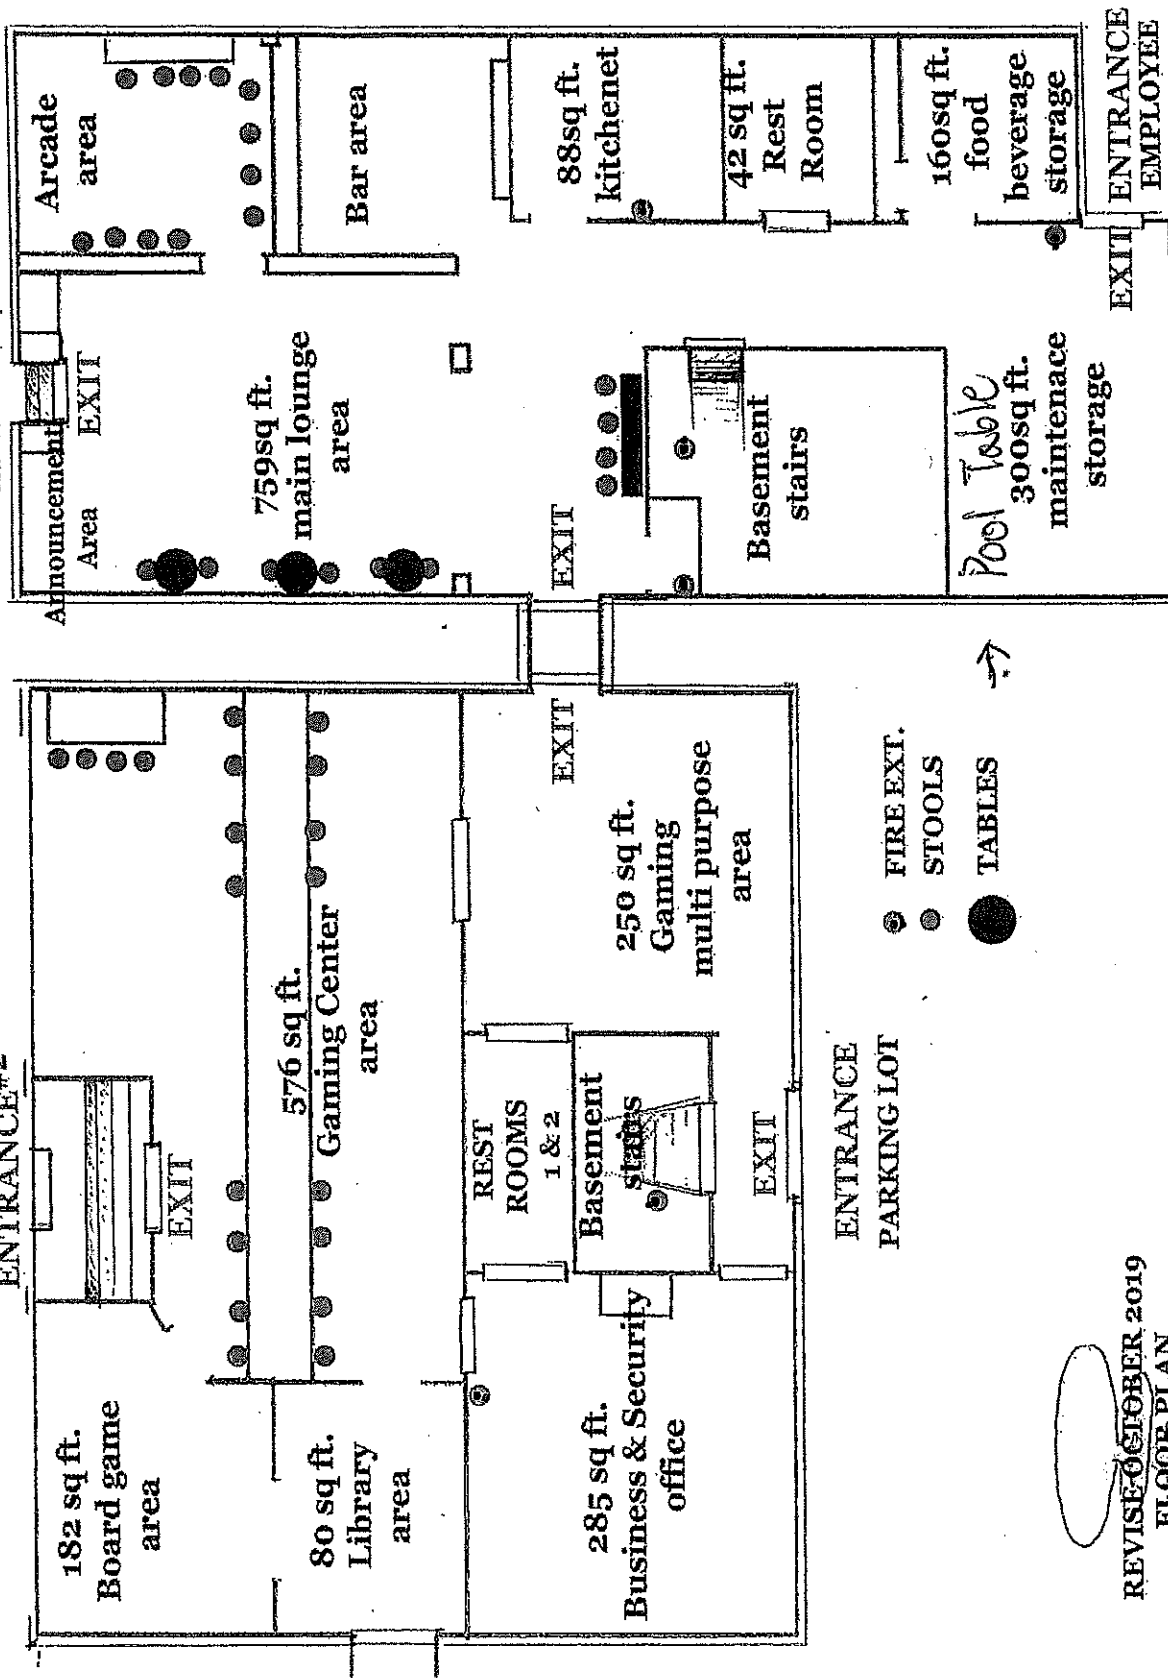 ENTRANCE #2
182 sq ft.
Board game
area
EXIT
576 sq ft.
Gaming Center
area
80 sq ft.
Library
area
REST
ROOMS
1 & 2
Basement
stairs
285 sq ft.
Business & Security
office
EXIT
250 sq ft.
Gaming
multi purpose
area
EXIT
ENTRANCE
PARKING LOT
FIRE EXT.
STOOLS
TABLES
REVISE OCTOBER 2019
FLOOR PLAN
Announcement
Area
EXIT
Arcade
area
759sq ft.
main lounge
area
Bar area
EXIT
88sq ft.
kitchenet
Basement
stairs
42 sq ft.
Rest
Room
Pool Table
300sq ft.
maintenace
storage
160sq ft.
food
beverage
storage
EXIT
ENTRANCE
EMPLOYEE